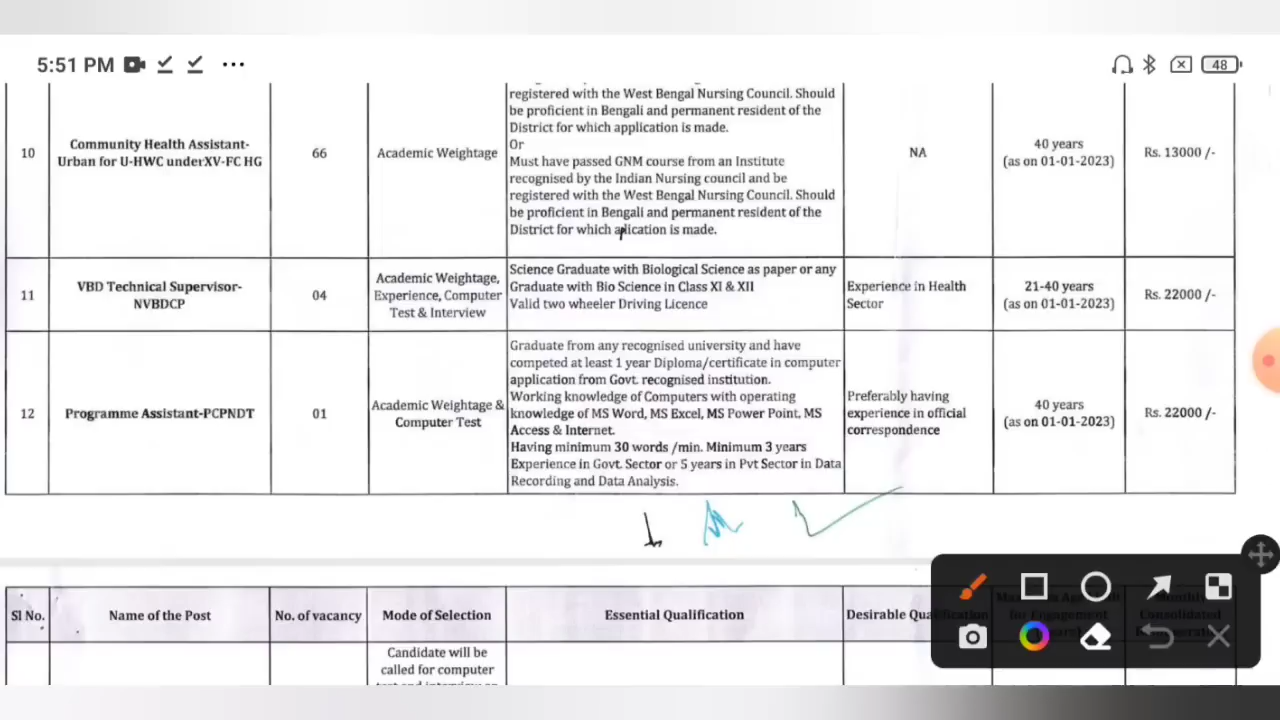 5:51 PM
48
registered with the West Bengal Nursing Council. Should
be proficient in Bengali and permanent resident of the
District for which application is made.
Or
Must have passed GNM course from an Institute
recognised by the Indian Nursing council and be
registered with the West Bengal Nursing Council. Should
be proficient in Bengali and permanent resident of the
District for which aplication is made.
10
Community Health Assistant-
Urban for U-HWC underXV-FC HG
66
Academic Weightage
NA
40 years
(as on 01-01-2023)
Rs. 13000 /-
11
VBD Technical Supervisor-
NVBDCP
04
Academic Weightage,
Experience, Computer
Test & Interview
Science Graduate with Biological Science as paper or any
Graduate with Bio Science in Class XI & XII
Valid two wheeler Driving Licence
Experience in Health
Sector
21-40 years
(as on 01-01-2023)
Rs. 22000 /-
12
Programme Assistant-PCPNDT
01
Academic Weightage &
Computer Test
Graduate from any recognised university and have
competed at least 1 year Diploma/certificate in computer
application from Govt. recognised institution.
Working knowledge of Computers with operating
knowledge of MS Word, MS Excel, MS Power Point, MS
Access & Internet.
Having minimum 30 words /min. Minimum 3 years
Experience in Govt. Sector or 5 years in Pvt Sector in Data
Recording and Data Analysis.
Preferably having
experience in official
correspondence
40 years
(as on 01-01-2023)
Rs. 22000 /-
Sl No.
Name of the Post
No. of vacancy
Mode of Selection
Essential Qualification
Desirable Qualification
for Engagement
Consolidated
Candidate will be
called for computer